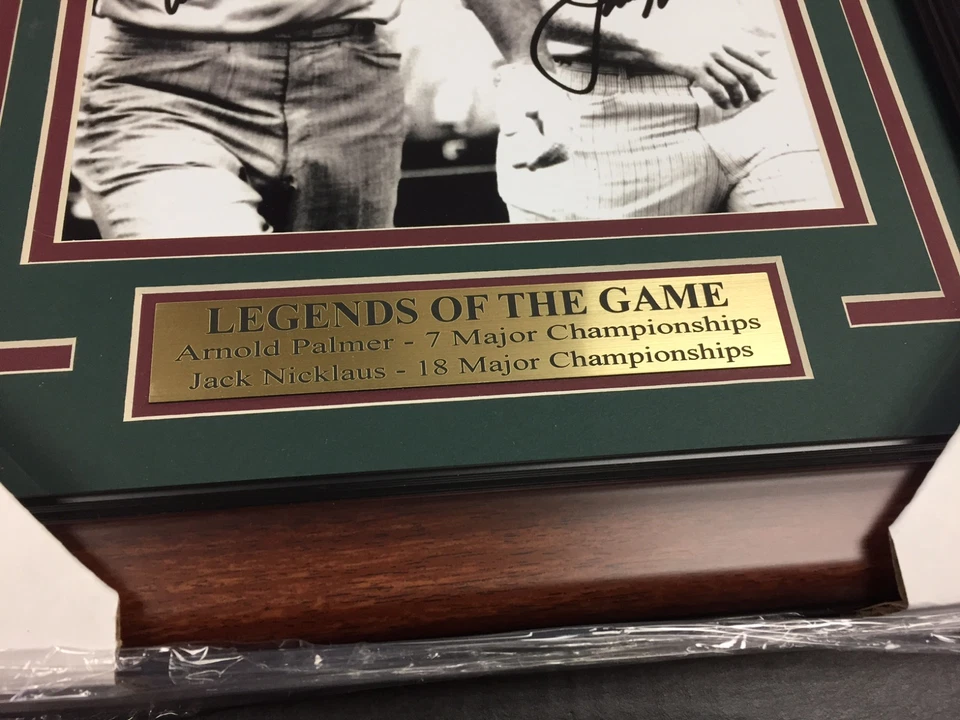 LEGENDS OF THE GAME
Arnold Palmer - 7 Major Championships
Jack Nicklaus - 18 Major Championships